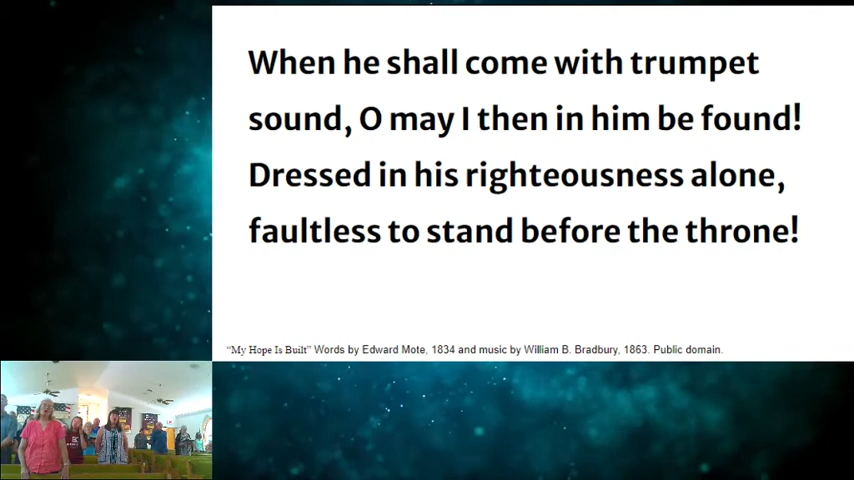 When he shall come with trumpet
sound, O may I then in him be found!
Dressed in his righteousness alone,
faultless to stand before the throne!
“My Hope Is Built” Words by Edward Mote, 1834 and music by William B. Bradbury, 1863. Public domain.